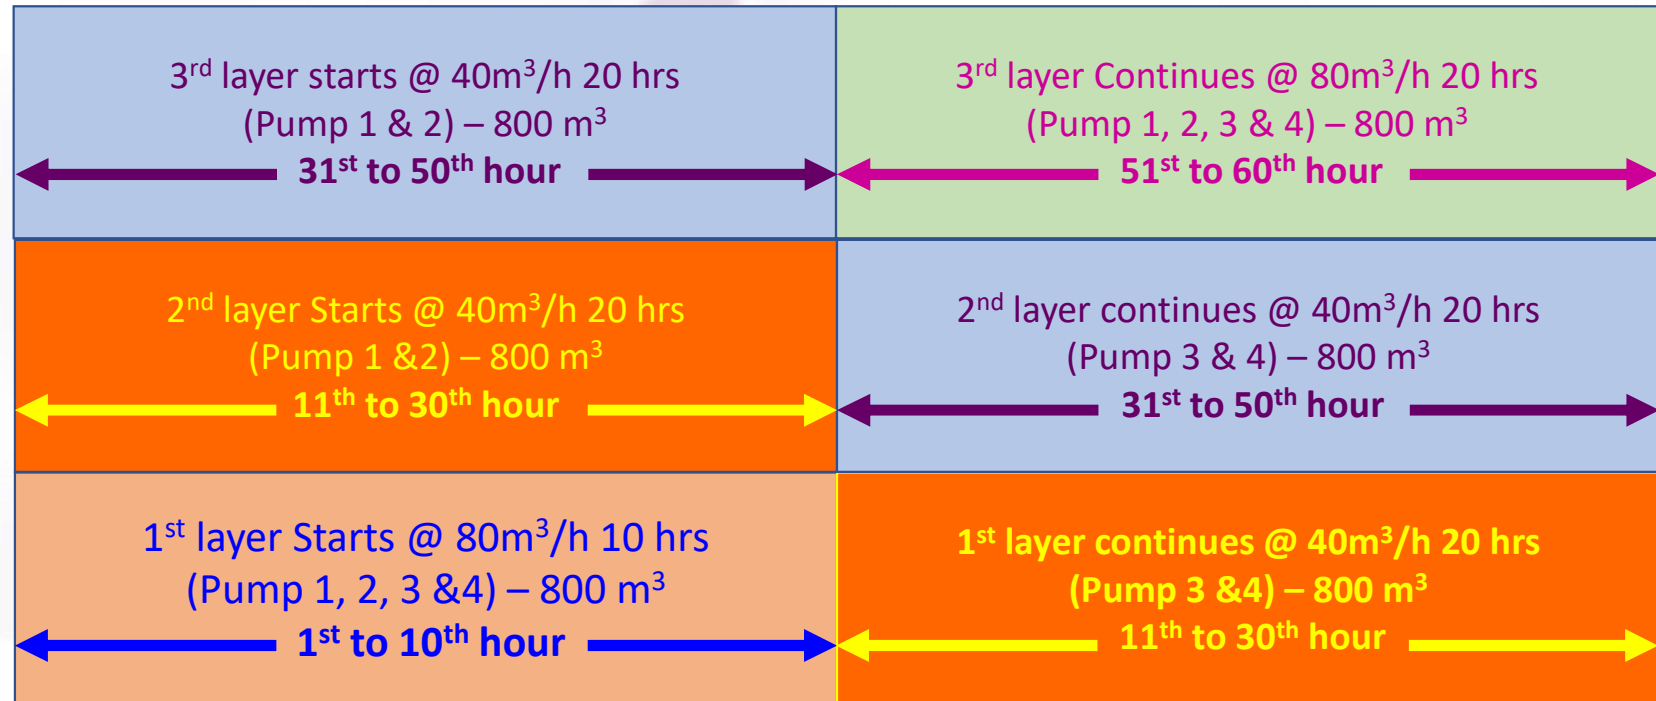 3rd layer starts @ 40m³/h 20 hrs
(Pump 1 & 2) – 800 m³
31st to 50th hour
3rd layer Continues @ 80m³/h 20 hrs
(Pump 1, 2, 3 & 4) – 800 m³
51st to 60th hour
2nd layer Starts @ 40m³/h 20 hrs
(Pump 1 &2) – 800 m³
11th to 30th hour
2nd layer continues @ 40m³/h 20 hrs
(Pump 3 & 4) – 800 m³
31st to 50th hour
1st layer Starts @ 80m³/h 10 hrs
(Pump 1, 2, 3 &4) – 800 m³
1st to 10th hour
1st layer continues @ 40m³/h 20 hrs
(Pump 3 &4) – 800 m³
11th to 30th hour